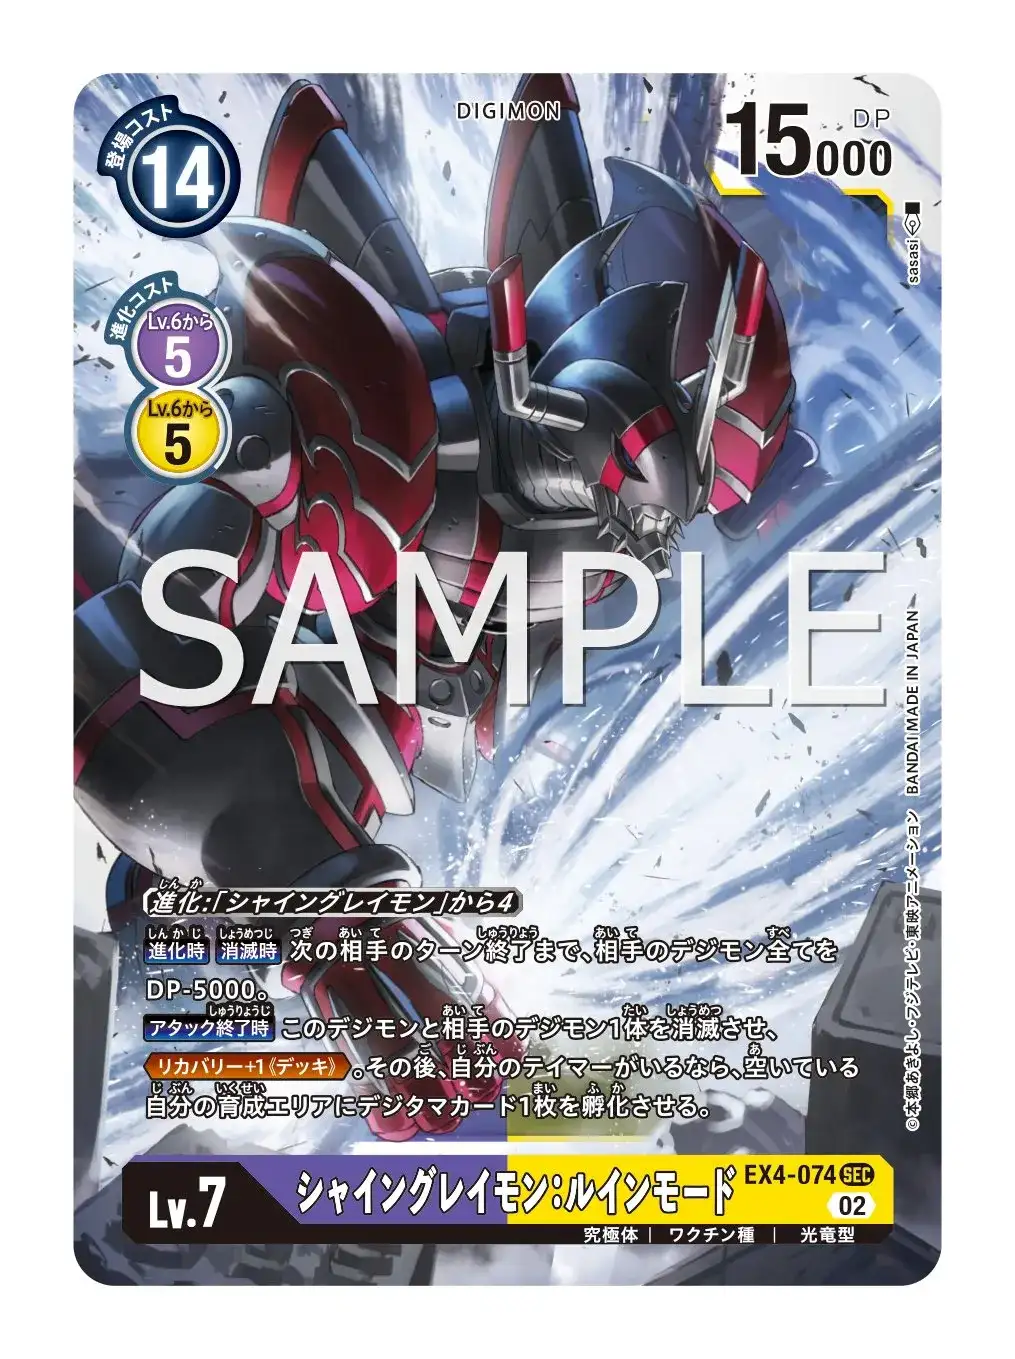 DIGIMON
登場コスト
14
15000
DP
sasasi
進化コスト
Lv.6から
5
Lv.6から
5
SAMPLE
進化:「シャイングレイモン」から4
進化時 消滅時 次の相手のターン終了まで、相手のデジモン全てを
DP-5000。
アタック終了時 このデジモンと相手のデジモン1体を消滅させ、
リカバリー+1《デッキ》。その後、自分のテイマーがいるなら、空いている
自分の育成エリアにデジタマカード1枚を孵化させる。
©本郷あきよし・フジテレビ・東映アニメーション BANDAI MADE IN JAPAN
Lv.7
シャイングレイモン:ルインモード
EX4-074 SEC
02
究極体 | ワクチン種 | 光竜型